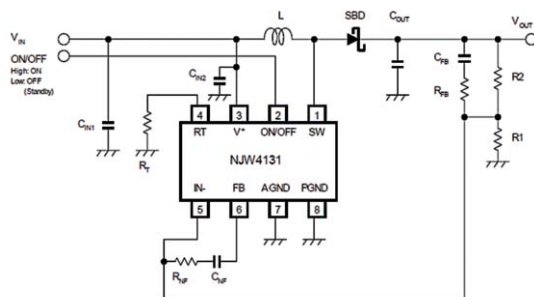 L
SBD
COUT
VOUT
VIN
ON/OFF
High: ON
Low: OFF
(Standby)
CIN2
CFB
R2
CIN1
RFB
4
3
2
1
RT
V+
ON/OFF
SW
R1
NJW4131
RT
IN-
FB
AGND
PGND
5
6
7
8
RNF
CNF